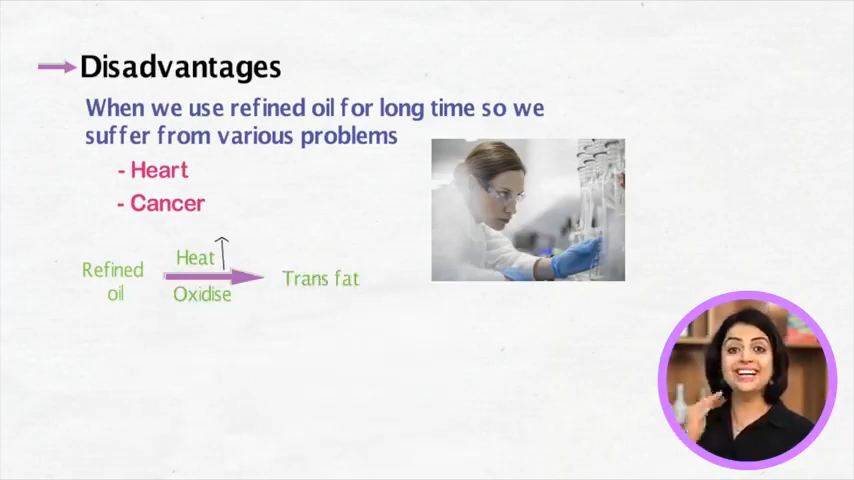 Disadvantages
When we use refined oil for long time so we
suffer from various problems
- Heart
- Cancer
Refined
oil
Heat
Oxidise
Trans fat